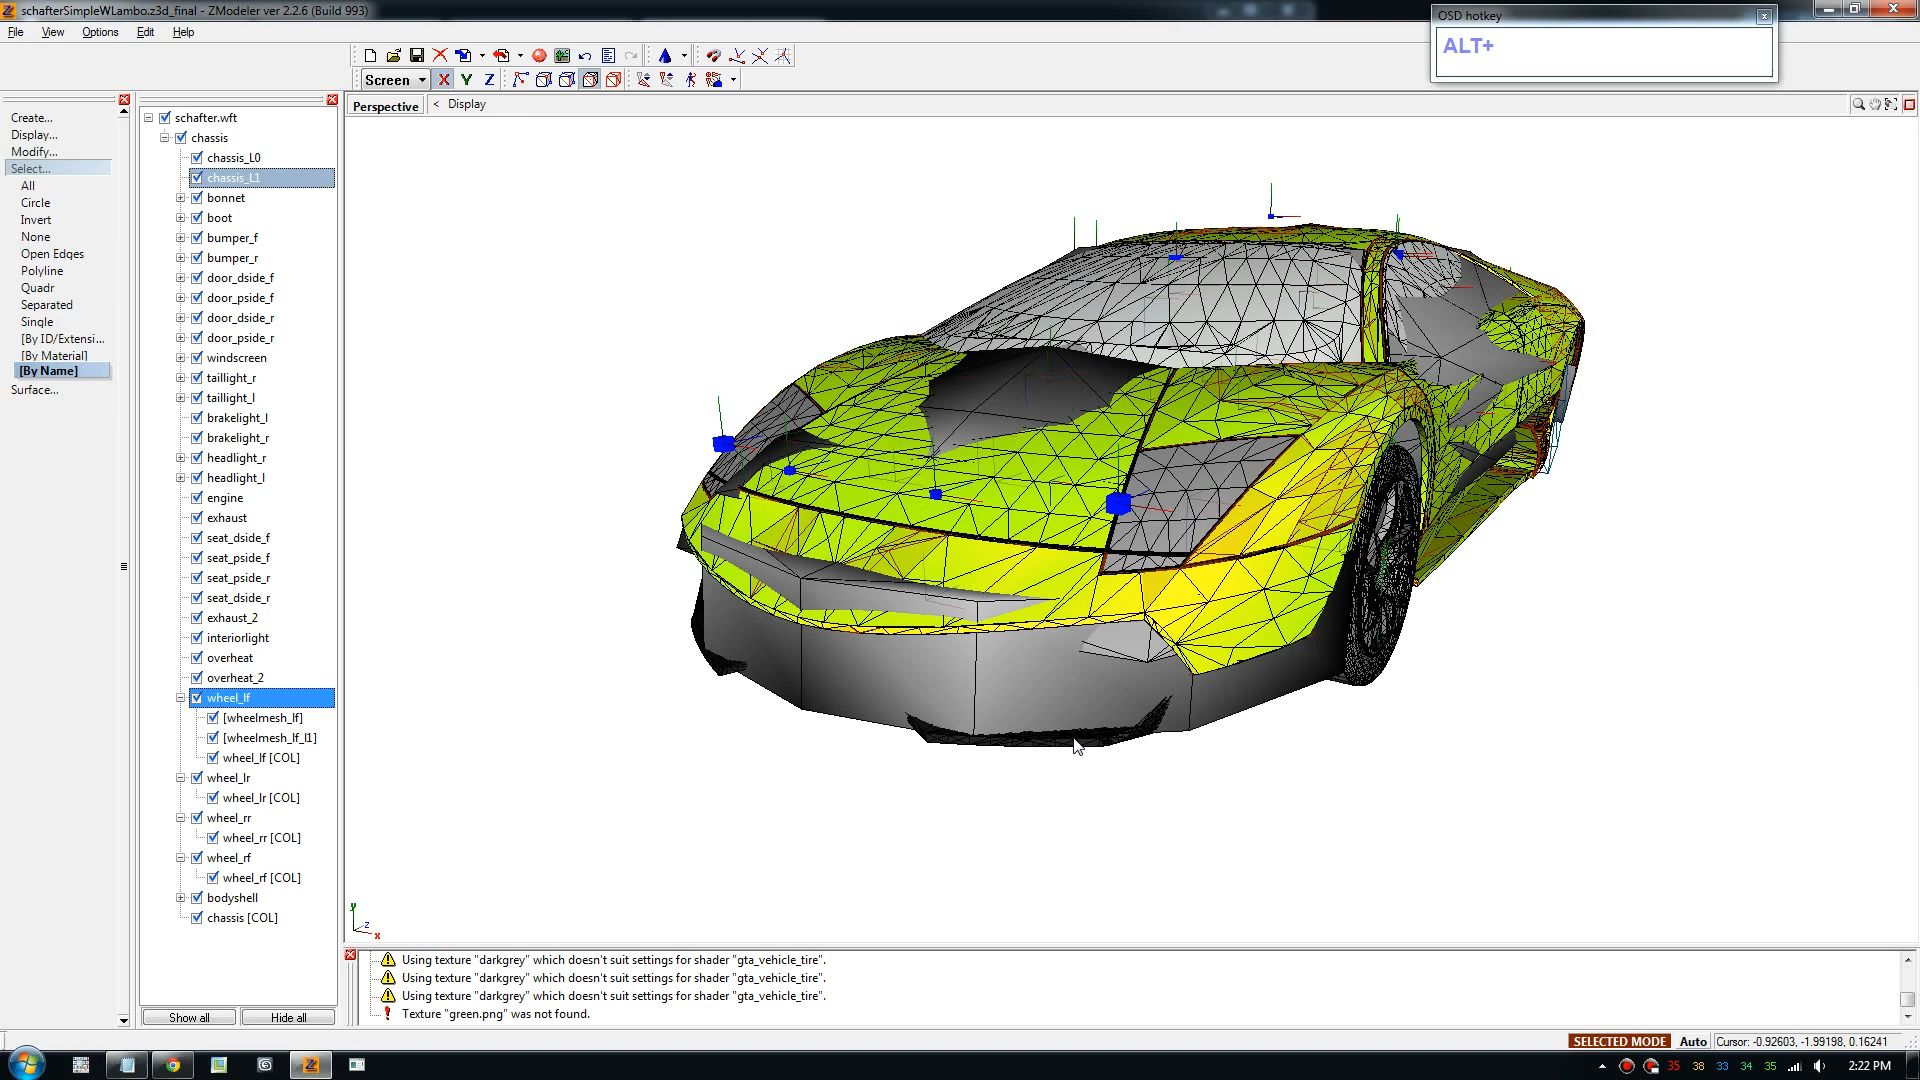 schafterSimpleWLambo.z3d_final - ZModeler ver 2.2.6 (Build 993)
File View Options Edit Help
OSD hotkey
ALT+
Screen X Y Z
Perspective < Display
Create...
Display...
Modify...
Select...
All
Circle
Invert
None
Open Edges
Polyline
Quadr
Separated
Single
[By ID/Extensi...
[By Material]
[By Name]
Surface...
schafter.wft
chassis
chassis_L0
chassis_L1
bonnet
boot
bumper_f
bumper_r
door_dside_f
door_pside_f
door_dside_r
door_pside_r
windscreen
taillight_r
taillight_l
brakelight_l
brakelight_r
headlight_r
headlight_l
engine
exhaust
seat_dside_f
seat_pside_f
seat_pside_r
seat_dside_r
exhaust_2
interiorlight
overheat
overheat_2
wheel_lf
[wheelmesh_lf]
[wheelmesh_lf_l1]
wheel_lf [COL]
wheel_lr
wheel_lr [COL]
wheel_rr
wheel_rr [COL]
wheel_rf
wheel_rf [COL]
bodyshell
chassis [COL]
Show all Hide all
y
z
x
Using texture "darkgrey" which doesn't suit settings for shader "gta_vehicle_tire".
Using texture "darkgrey" which doesn't suit settings for shader "gta_vehicle_tire".
Using texture "darkgrey" which doesn't suit settings for shader "gta_vehicle_tire".
Texture "green.png" was not found.
SELECTED MODE Auto Cursor: -0.92603, -1.99198, 0.16241
35 38 33 34 35 2:22 PM